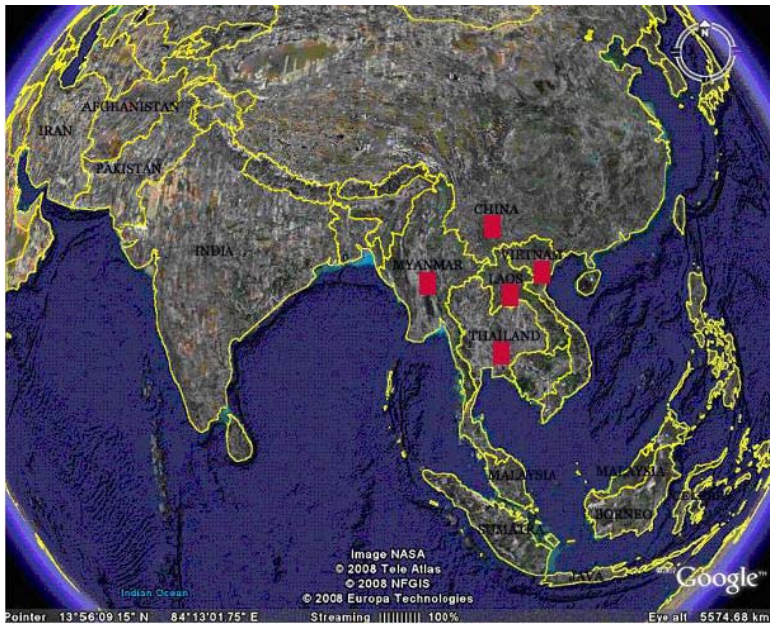 N
AFGHANISTAN
IRAN
PAKISTAN
CHINA
INDIA
VIRTNAM
MYANMAR
LAOS
THAILAND
MALAYSIA
MALAYSIA
BORNEO
SUMATRA
JAVA
Image NASA
© 2008 Tele Atlas
© 2008 NFGIS
© 2008 Europa Technologies
Google™
Indian Ocean
Pointer 13°56'09.15" N 84°13'01.75" E Streaming |||||||||| 100% Eye alt 5574.68 km